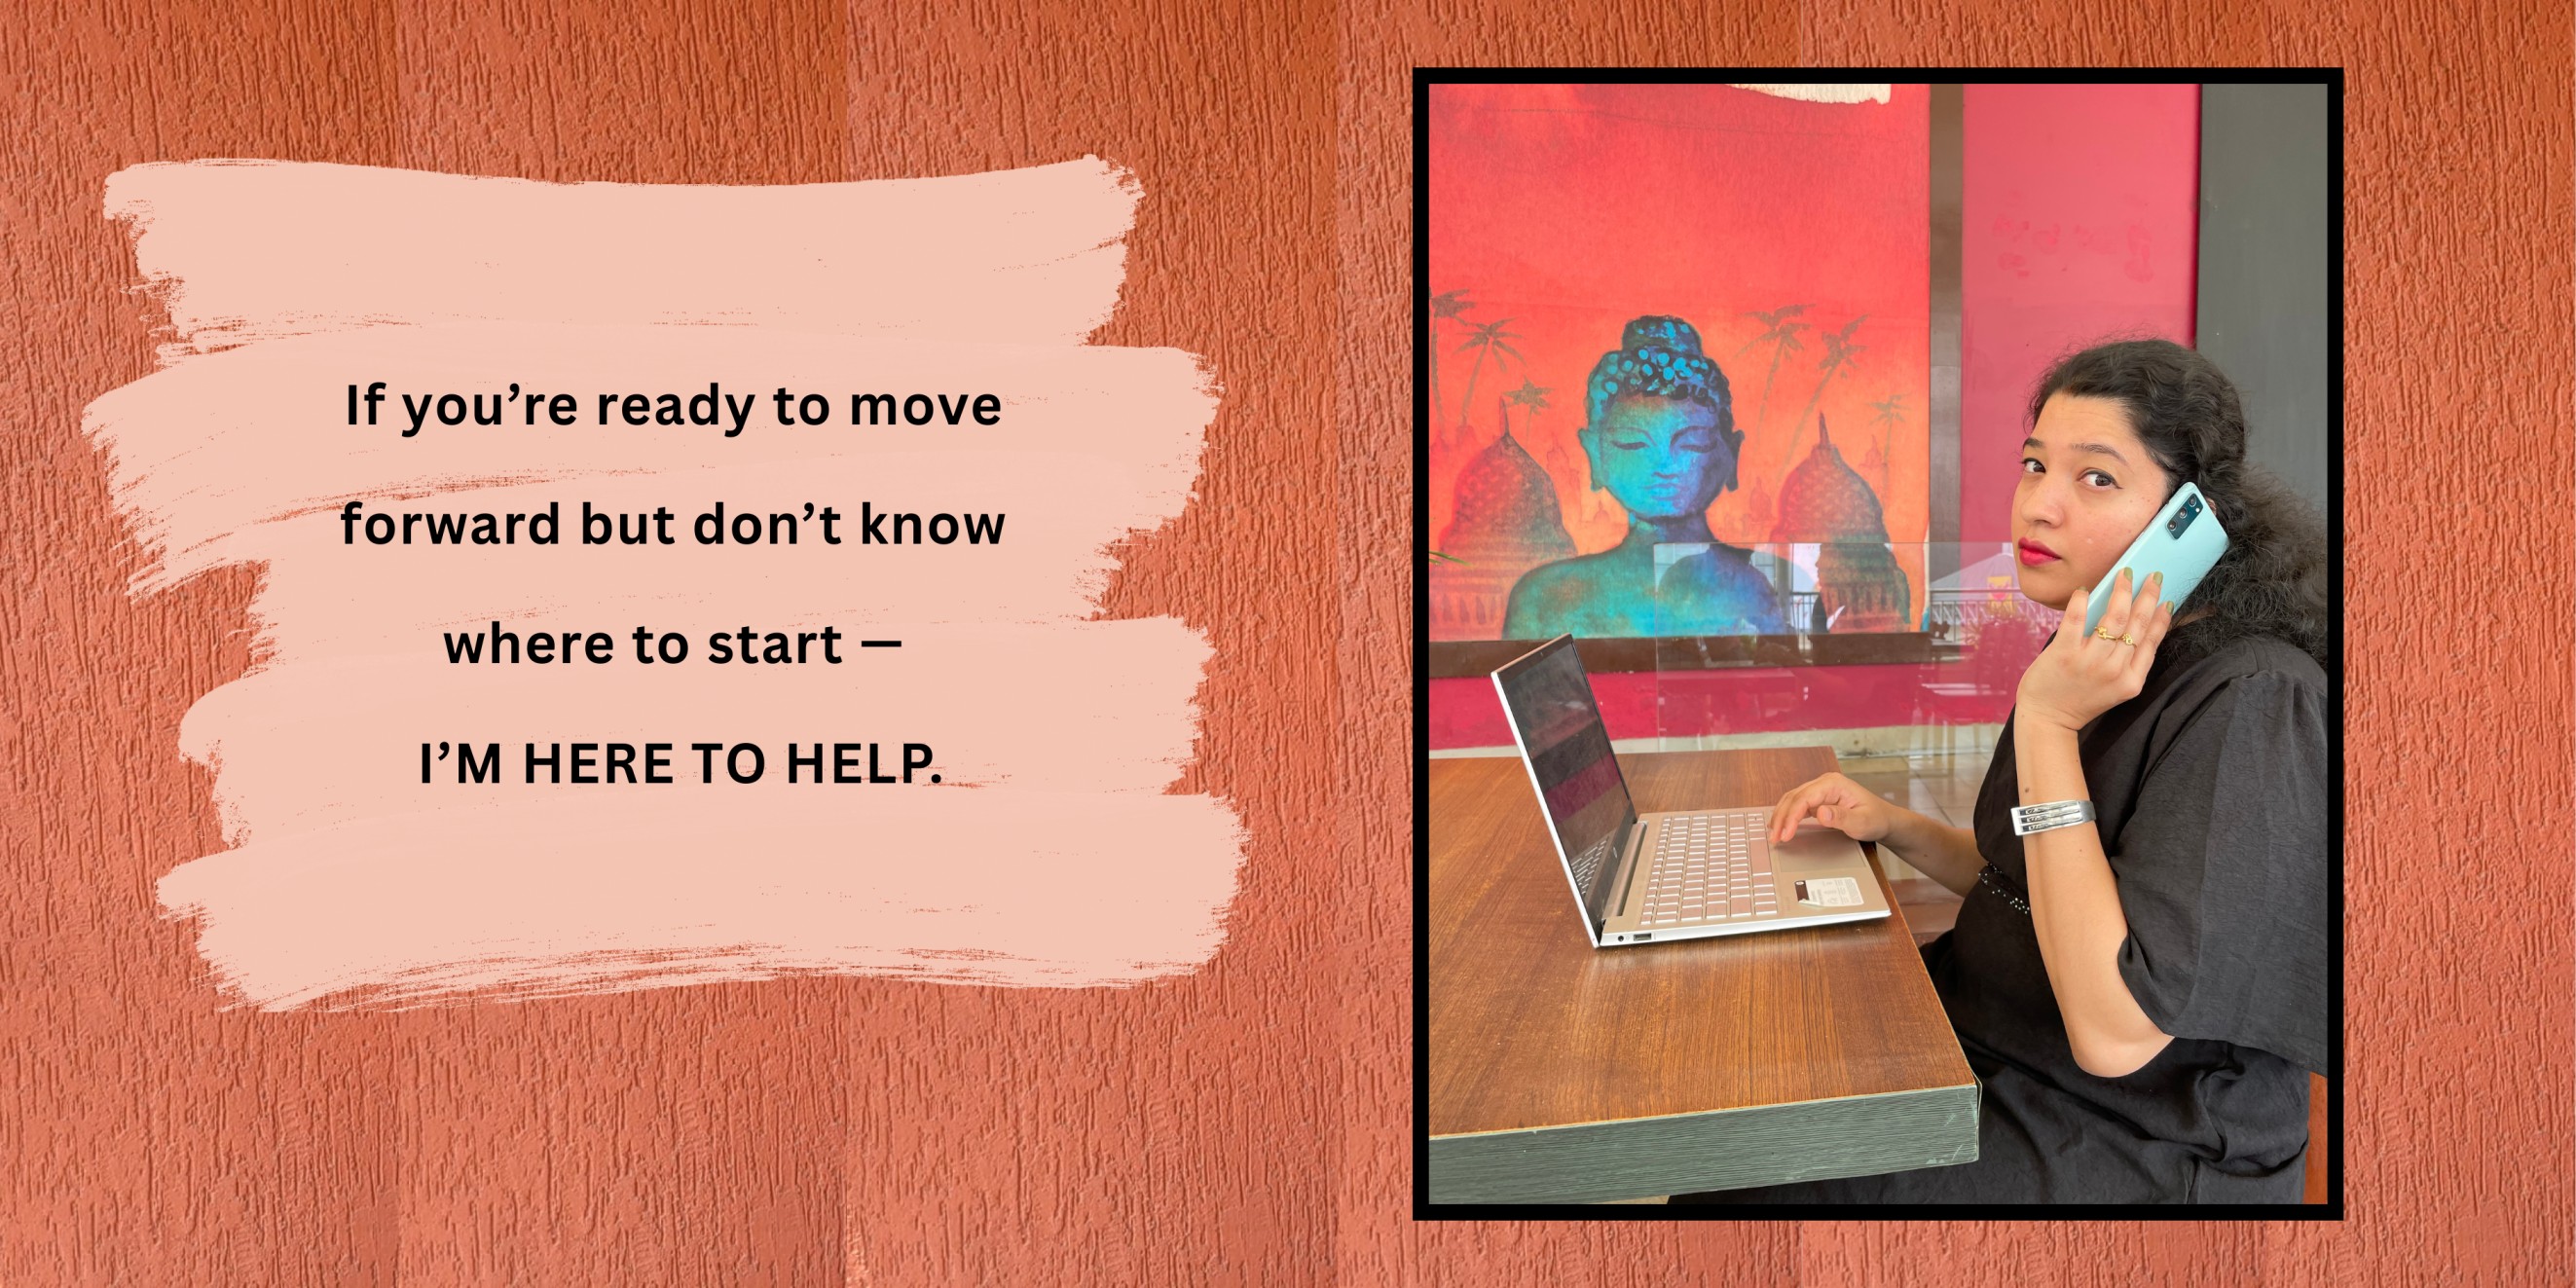 If you’re ready to move
forward but don’t know
where to start —
I’M HERE TO HELP.